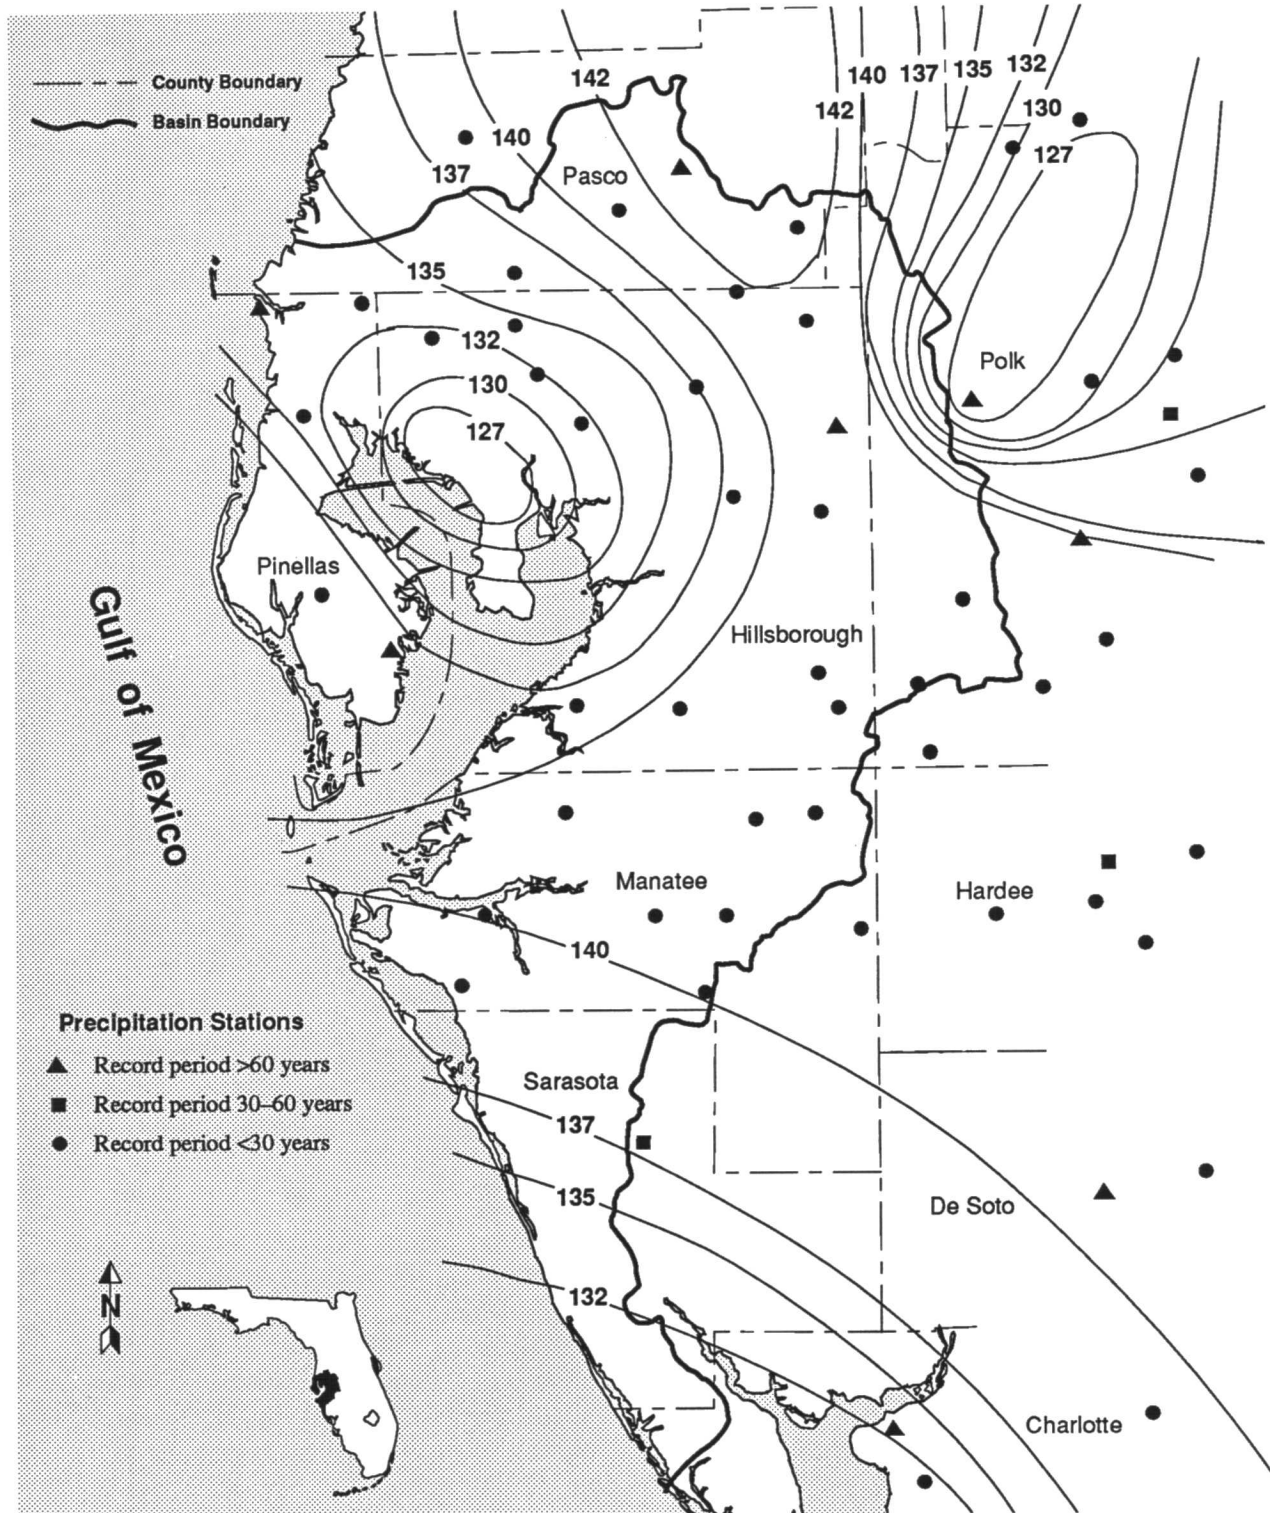 142
140
137
135
132
142
130
127
County Boundary
Basin Boundary
140
137
Pasco
135
132
Polk
130
127
Pinellas
Gulf of Mexico
Hillsborough
Manatee
Hardee
140
Precipitation Stations
Record period >60 years
Record period 30–60 years
Record period <30 years
Sarasota
137
135
De Soto
132
N
Charlotte